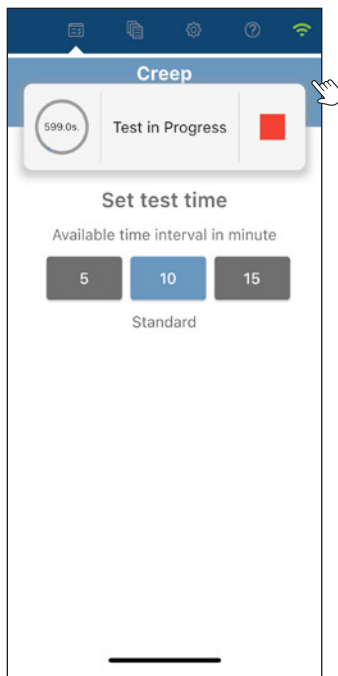 Creep
599.0s.
Test in Progress
Set test time
Available time interval in minute
5 10 15
Standard